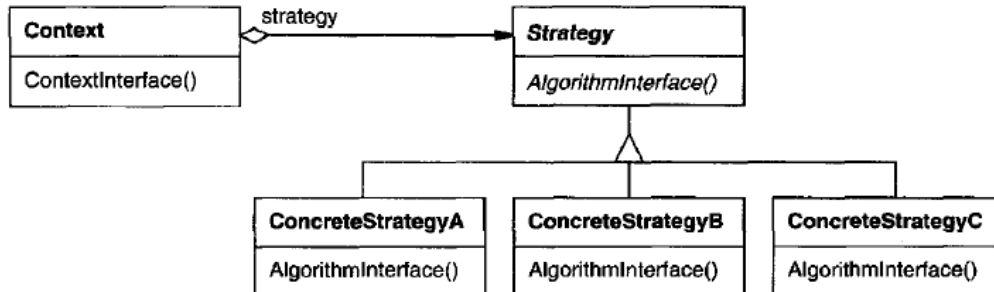 strategy
Context
Strategy
ContextInterface()
AlgorithmInterface()
ConcreteStrategyA
ConcreteStrategyB
ConcreteStrategyC
AlgorithmInterface()
AlgorithmInterface()
AlgorithmInterface()